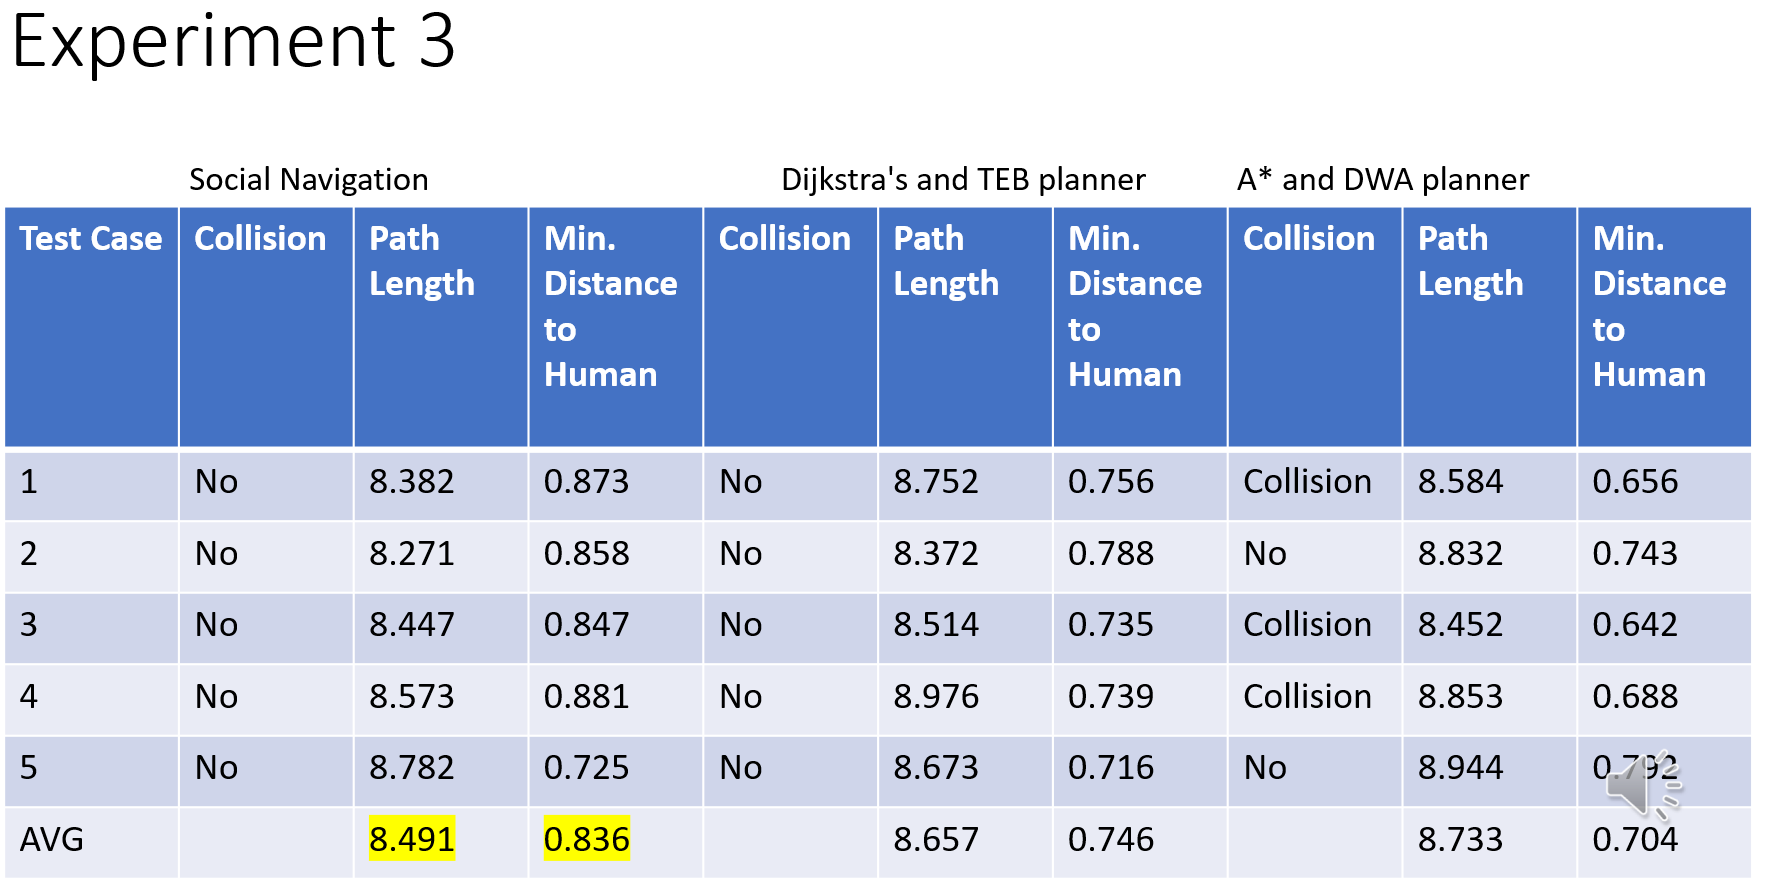 Experiment 3
Social Navigation Dijkstra's and TEB planner A* and DWA planner
Test Case Collision Path Length Min. Distance to Human Collision Path Length Min. Distance to Human Collision Path Length Min. Distance to Human
1 No 8.382 0.873 No 8.752 0.756 Collision 8.584 0.656
2 No 8.271 0.858 No 8.372 0.788 No 8.832 0.743
3 No 8.447 0.847 No 8.514 0.735 Collision 8.452 0.642
4 No 8.573 0.881 No 8.976 0.739 Collision 8.853 0.688
5 No 8.782 0.725 No 8.673 0.716 No 8.944 0.792
AVG 8.491 0.836 8.657 0.746 8.733 0.704